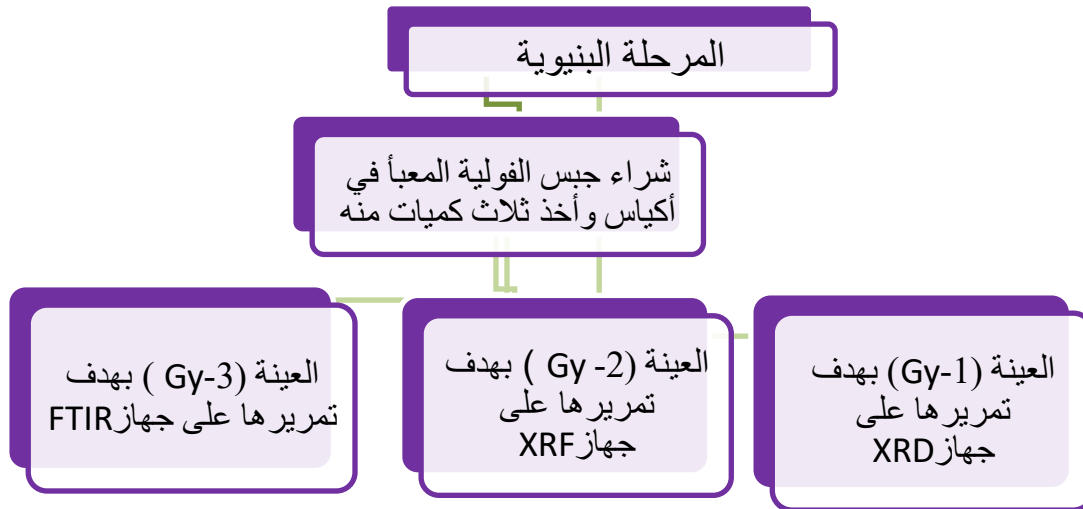 المرحلة البنيوية
شراء جبس الفولية المعبأ في
أكياس وأخذ ثلاث كميات منه
العينة (Gy-1) بهدف
تمريرها على
جهازXRD
العينة (Gy -2 ) بهدف
تمريرها على
جهازXRF
العينة (Gy-3 ) بهدف
تمريرها على جهازFTIR